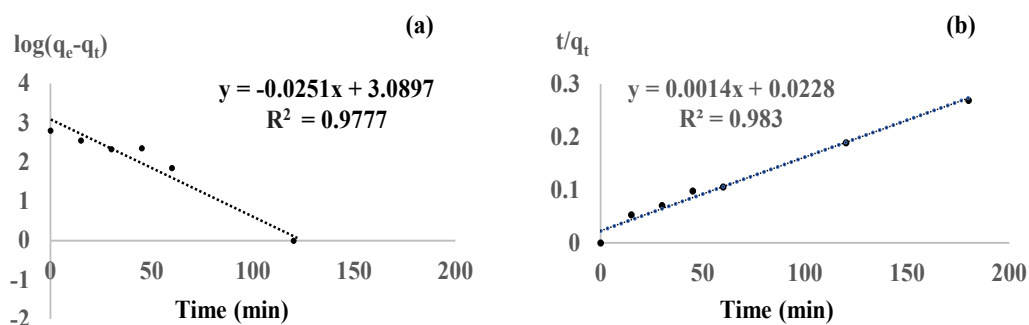 (a)
log(qe-qt)
4
y = -0.0251x + 3.0897
R² = 0.9777
3
2
1
0
0 50 100 150 200
-1
Time (min)
-2
(b)
t/qt
0.3
y = 0.0014x + 0.0228
R² = 0.983
0.2
0.1
0
0 50 100 150 200
Time (min)